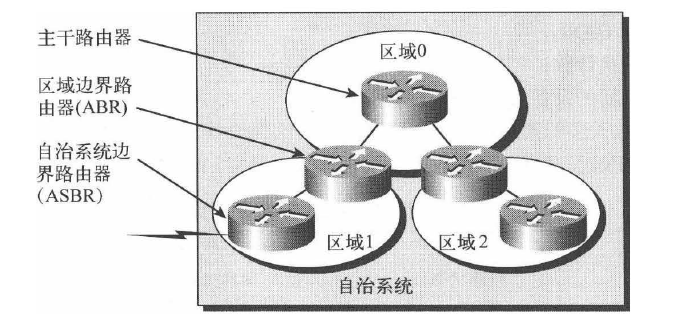 主干路由器
区域0
区域边界路
由器(ABR)
自治系统边
界路由器
(ASBR)
区域1
区域2
自治系统